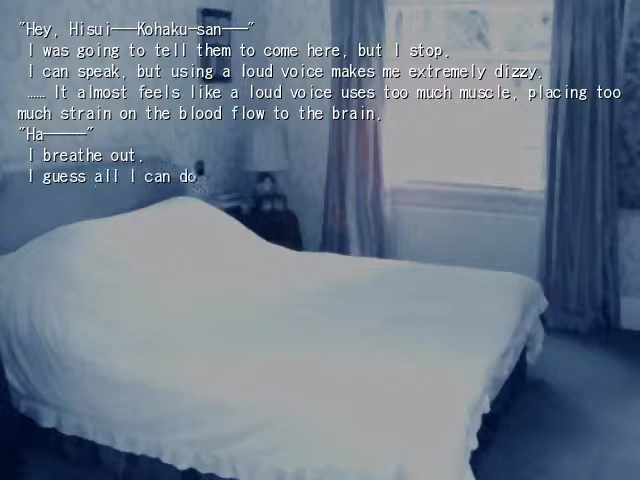 "Hey, Hisui――Kohaku-san――"
I was going to tell them to come here, but I stop.
I can speak, but using a loud voice makes me extremely dizzy.
…… It almost feels like a loud voice uses too much muscle, placing too
much strain on the blood flow to the brain.
"Ha―――"
I breathe out.
I guess all I can do